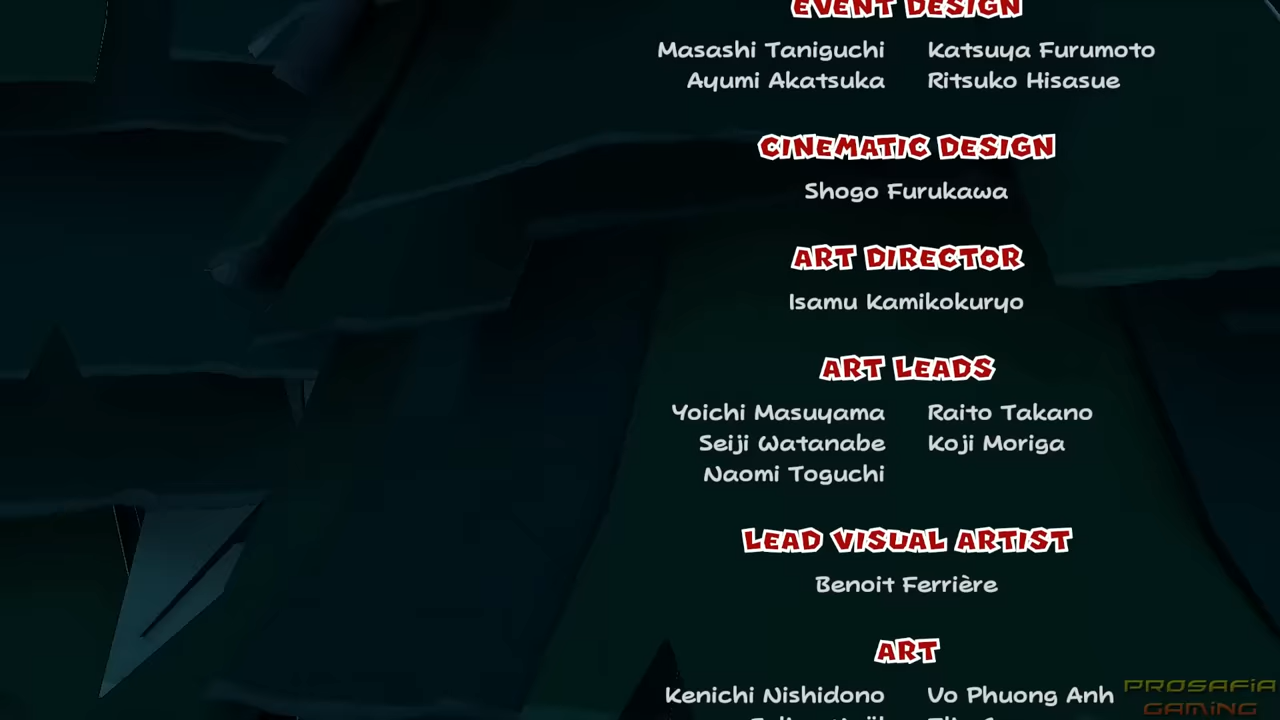 EVENT DESIGN
Masashi Taniguchi Katsuya Furumoto
Ayumi Akatsuka Ritsuko Hisasue
CINEMATIC DESIGN
Shogo Furukawa
ART DIRECTOR
Isamu Kamikokuryo
ART LEADS
Yoichi Masuyama Raito Takano
Seiji Watanabe Koji Moriga
Naomi Toguchi
LEAD VISUAL ARTIST
Benoit Ferrière
ART
Kenichi Nishidono Vo Phuong Anh
PROSAFIA
GAMING